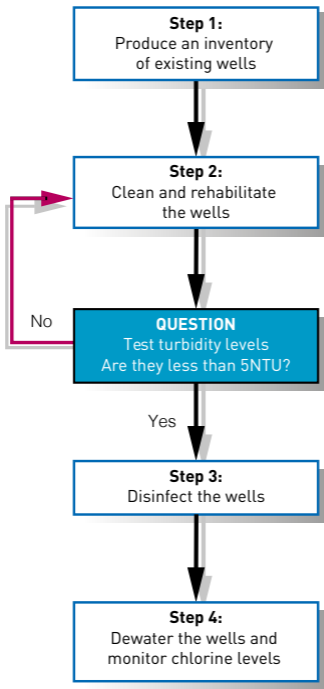 Step 1:
Produce an inventory
of existing wells
Step 2:
Clean and rehabilitate
the wells
No
QUESTION
Test turbidity levels
Are they less than 5NTU?
Yes
Step 3:
Disinfect the wells
Step 4:
Dewater the wells and
monitor chlorine levels